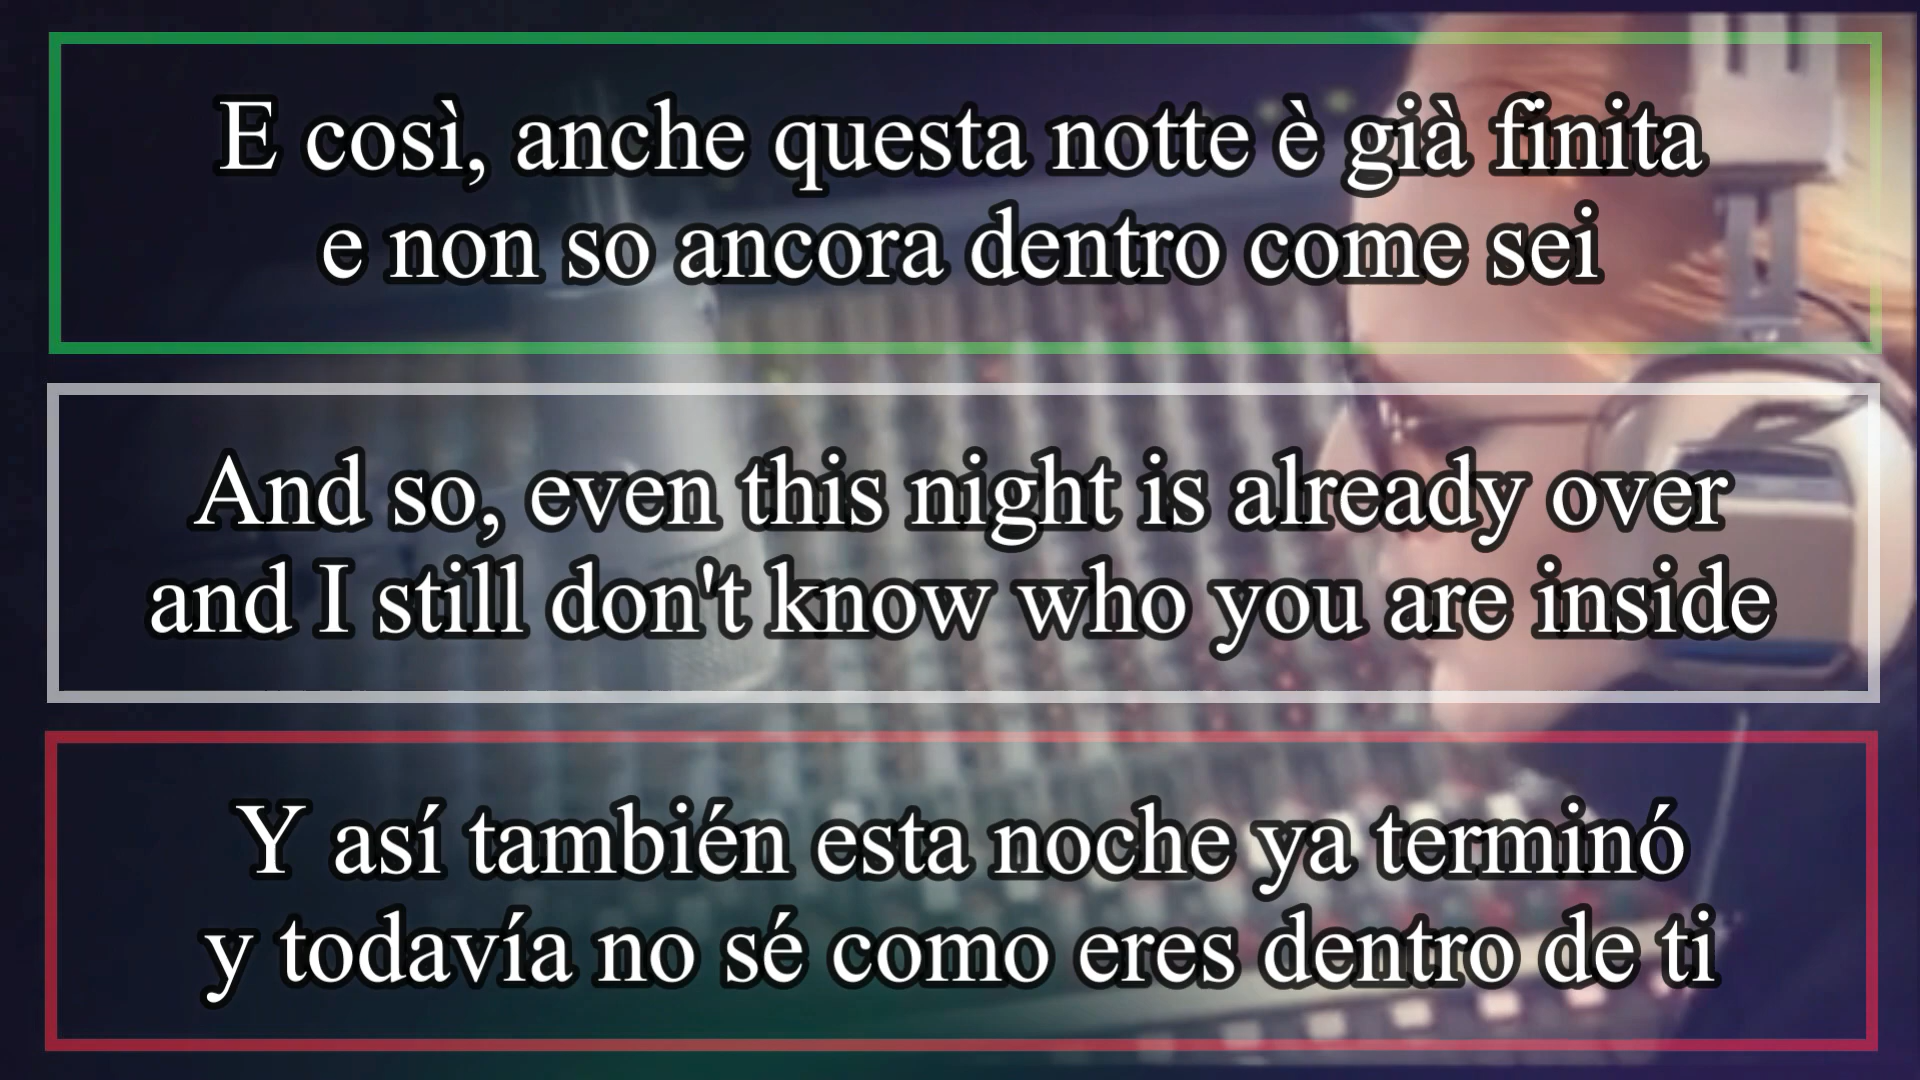 E così, anche questa notte è già finita
e non so ancora dentro come sei
And so, even this night is already over
and I still don't know who you are inside
Y así también esta noche ya terminó
y todavía no sé como eres dentro de ti